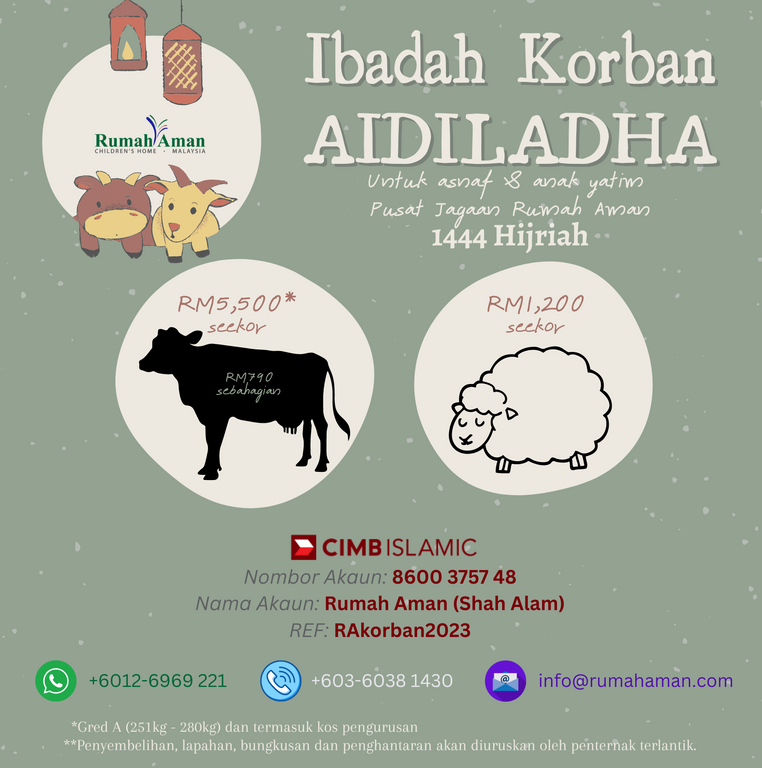 Ibadah Korban
AIDILADHA
Untuk asnaf & anak yatim
Pusat Jagaan Rumah Aman
1444 Hijriah
Rumah Aman
CHILDREN'S HOME • MALAYSIA
RM5,500*
seekor
RM790
sebahagian
RM1,200
seekor
CIMB ISLAMIC
Nombor Akaun: 8600 3757 48
Nama Akaun: Rumah Aman (Shah Alam)
REF: RAkorban2023
+6012-6969 221
+603-6038 1430
info@rumahaman.com
*Gred A (251kg - 280kg) dan termasuk kos pengurusan
**Penyembelihan, lapahan, bungkusan dan penghantaran akan diuruskan oleh penternak terlantik.